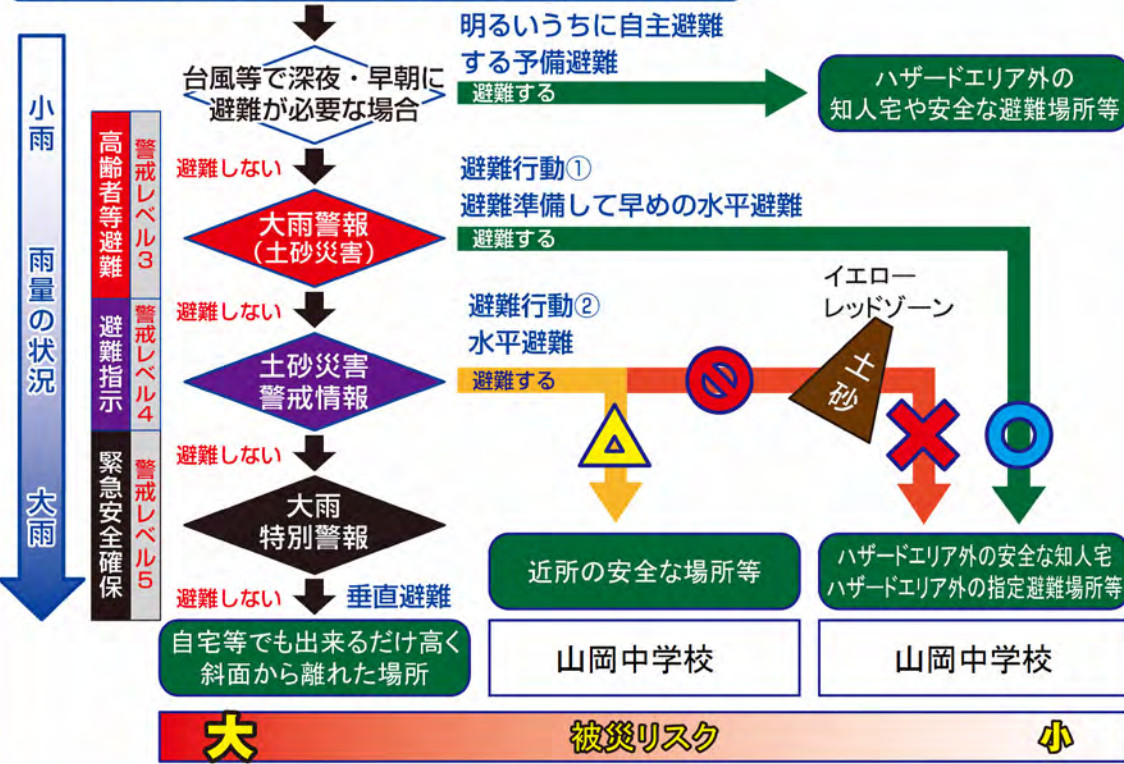 明るいうちに自主避難
する予備避難
台風等で深夜・早朝に
避難が必要な場合
避難する
ハザードエリア外の
知人宅や安全な避難場所等
小雨
雨量の状況
大雨
高齢者等避難
警戒レベル3
避難しない
避難行動①
避難準備して早めの水平避難
大雨警報
(土砂災害)
避難する
イエロー
レッドゾーン
避難指示
警戒レベル4
避難しない
避難行動②
水平避難
土砂災害
警戒情報
避難する
土砂
緊急安全確保
警戒レベル5
避難しない
大雨
特別警報
近所の安全な場所等
ハザードエリア外の安全な知人宅
ハザードエリア外の指定避難場所等
避難しない
垂直避難
自宅等でも出来るだけ高く
斜面から離れた場所
山岡中学校
山岡中学校
大
被災リスク
小